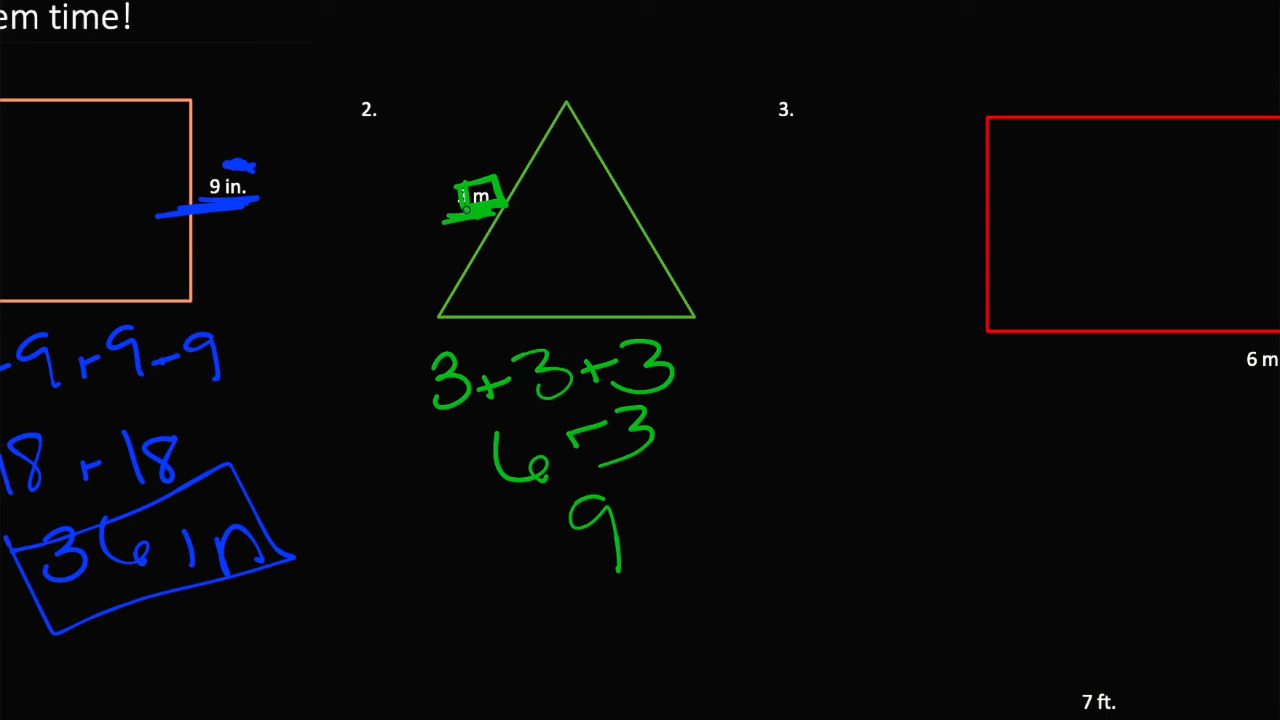 em time!
9 in.
9 + 9 + 9
18 + 18
36 in
2.
m
3 + 3 + 3
6 + 3
9
3.
6 m
7 ft.